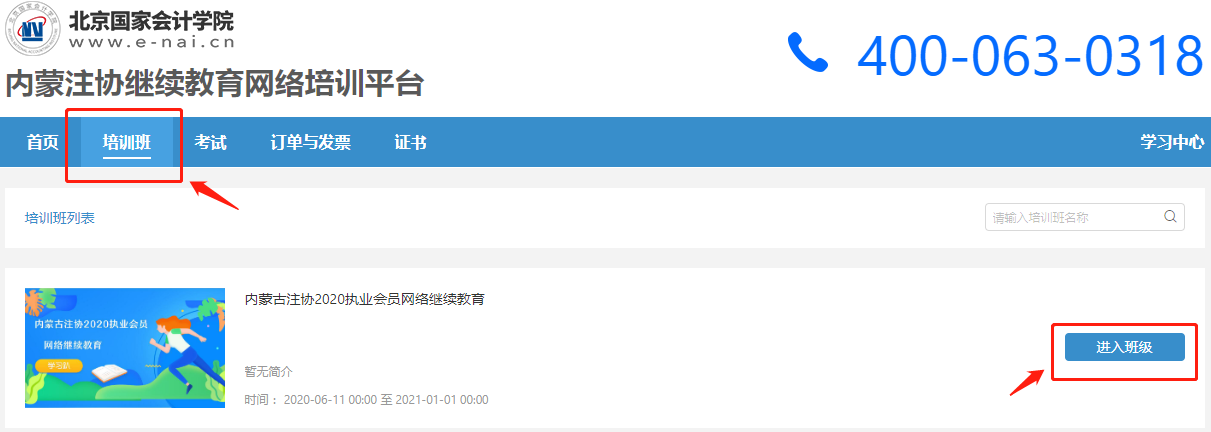 北京国家会计学院
www.e-nai.cn
400-063-0318
内蒙注协继续教育网络培训平台
首页 培训班 考试 订单与发票 证书 学习中心
培训班列表
请输入培训班名称
内蒙古注协2020执业会员网络继续教育
内蒙古注协2020执业会员
网络继续教育
进入班级
暂无简介
时间： 2020-06-11 00:00 至 2021-01-01 00:00